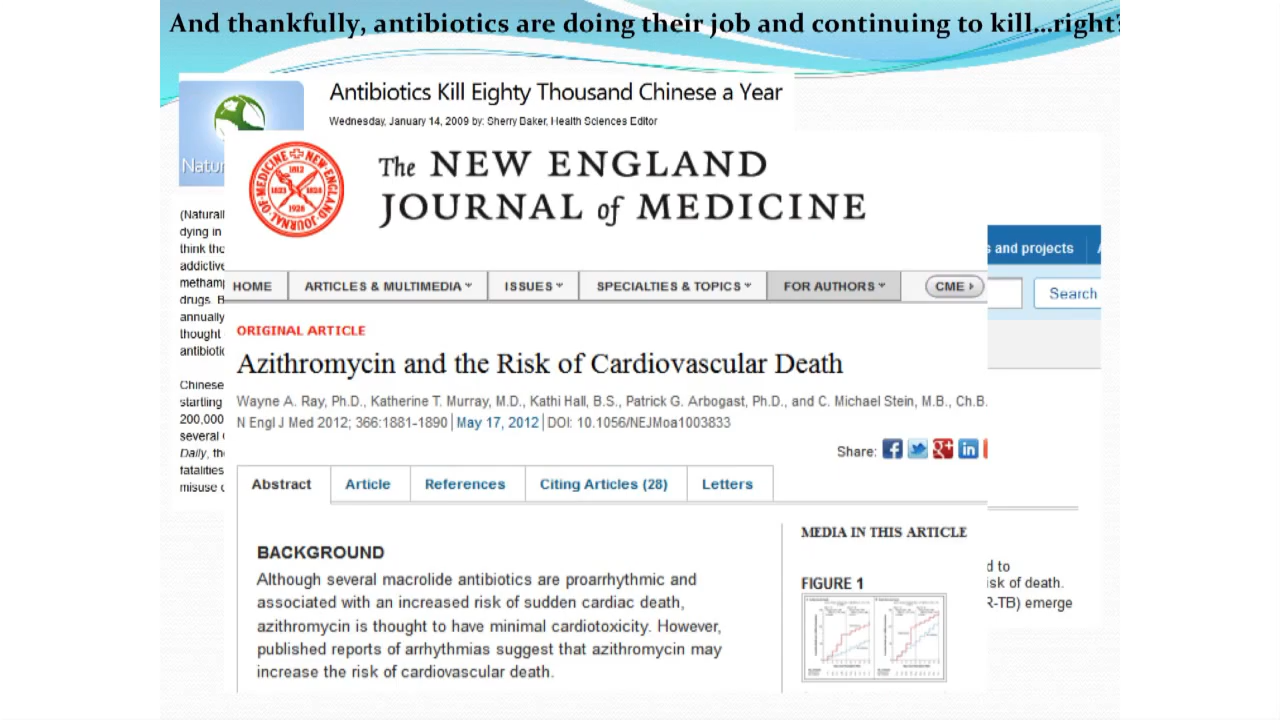 And thankfully, antibiotics are doing their job and continuing to kill...right?
Antibiotics Kill Eighty Thousand Chinese a Year
Wednesday, January 14, 2009 by: Sherry Baker, Health Sciences Editor
Natur
(Naturall
dying in
think tho
addictive
metham
drugs. B
annually
thought
antibiotic
Chinese
startling
200,000
several
Daily, the
fatalities
misuse o
The NEW ENGLAND
JOURNAL of MEDICINE
s and projects
Search
HOME ARTICLES & MULTIMEDIA ISSUES SPECIALTIES & TOPICS FOR AUTHORS CME
ORIGINAL ARTICLE
Azithromycin and the Risk of Cardiovascular Death
Wayne A. Ray, Ph.D., Katherine T. Murray, M.D., Kathi Hall, B.S., Patrick G. Arbogast, Ph.D., and C. Michael Stein, M.B., Ch.B.
N Engl J Med 2012; 366:1881-1890 | May 17, 2012 | DOI: 10.1056/NEJMoa1003833
Share:
Abstract Article References Citing Articles (28) Letters
BACKGROUND
Although several macrolide antibiotics are proarrhythmic and
associated with an increased risk of sudden cardiac death,
azithromycin is thought to have minimal cardiotoxicity. However,
published reports of arrhythmias suggest that azithromycin may
increase the risk of cardiovascular death.
MEDIA IN THIS ARTICLE
FIGURE 1
d to
isk of death.
R-TB) emerge